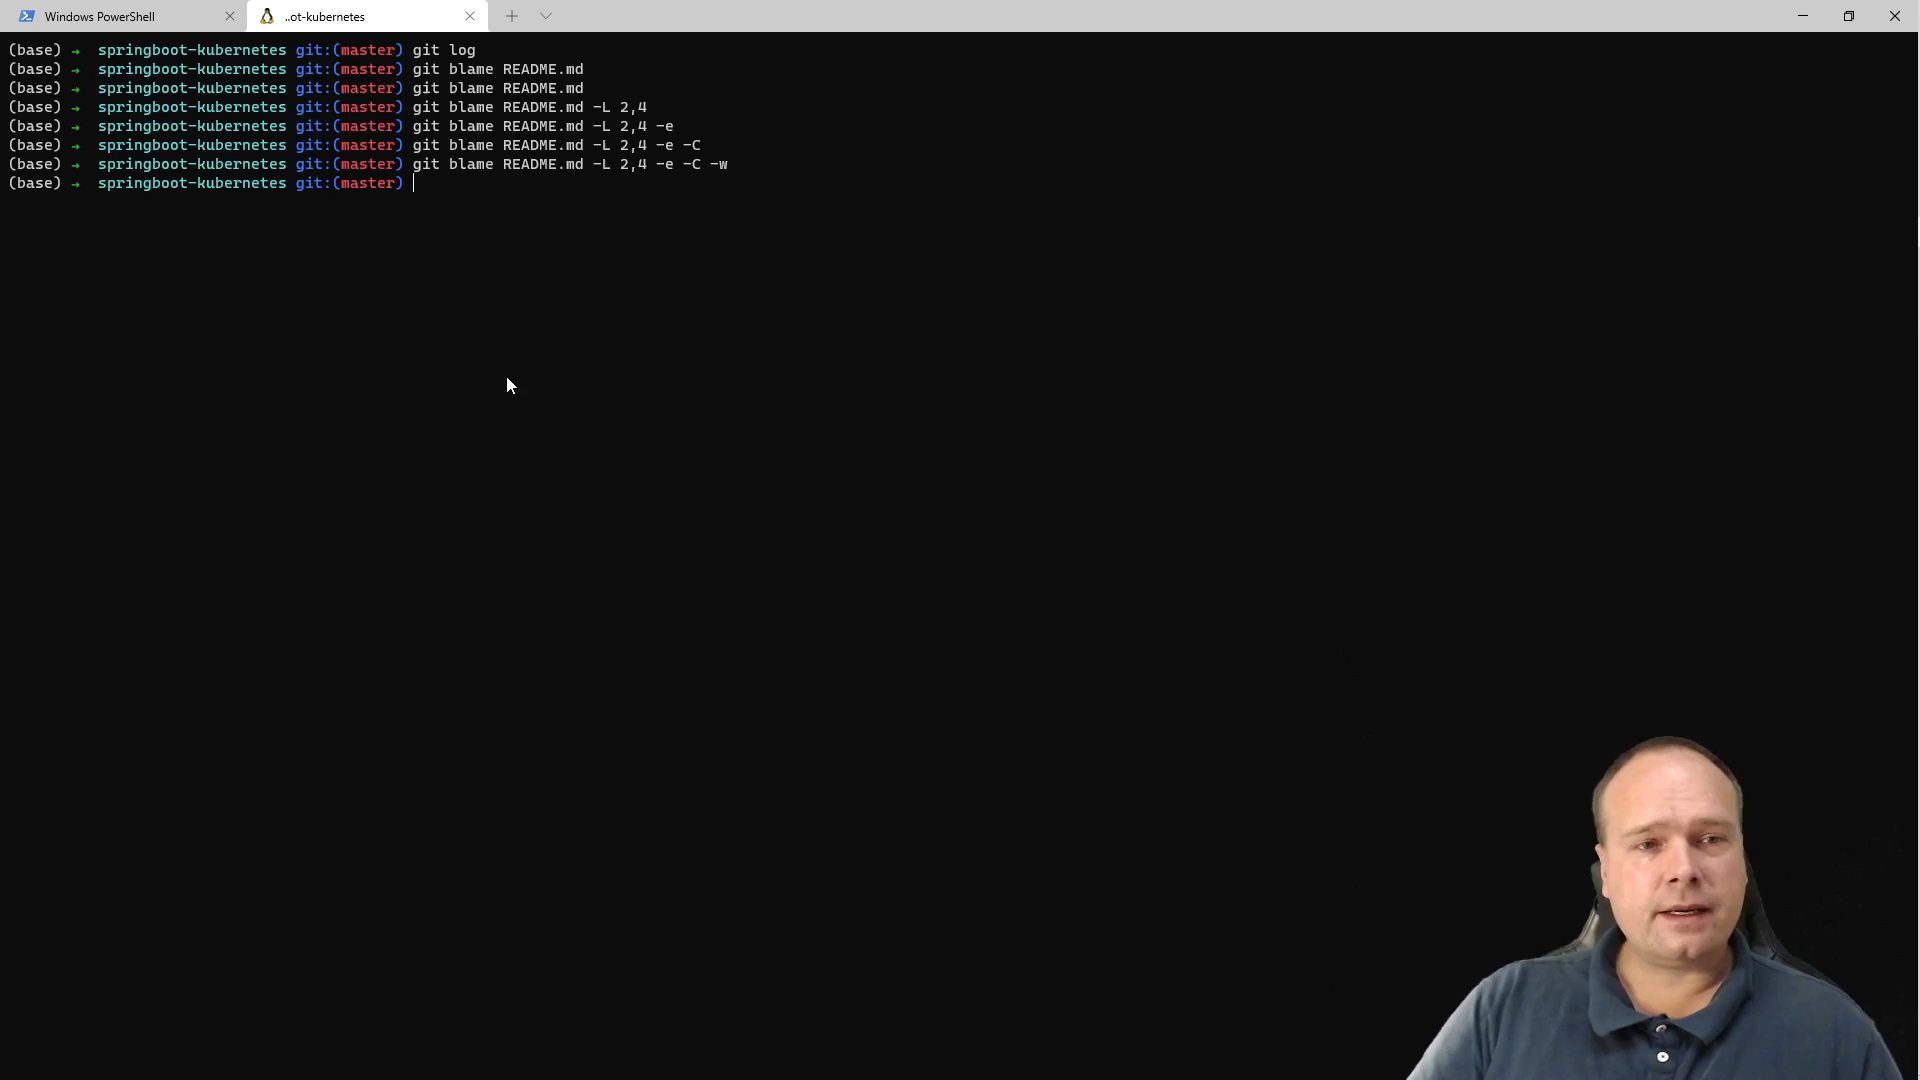 Windows PowerShell
..ot-kubernetes
(base) → springboot-kubernetes git:(master) git log
(base) → springboot-kubernetes git:(master) git blame README.md
(base) → springboot-kubernetes git:(master) git blame README.md
(base) → springboot-kubernetes git:(master) git blame README.md -L 2,4
(base) → springboot-kubernetes git:(master) git blame README.md -L 2,4 -e
(base) → springboot-kubernetes git:(master) git blame README.md -L 2,4 -e -C
(base) → springboot-kubernetes git:(master) git blame README.md -L 2,4 -e -C -w
(base) → springboot-kubernetes git:(master)